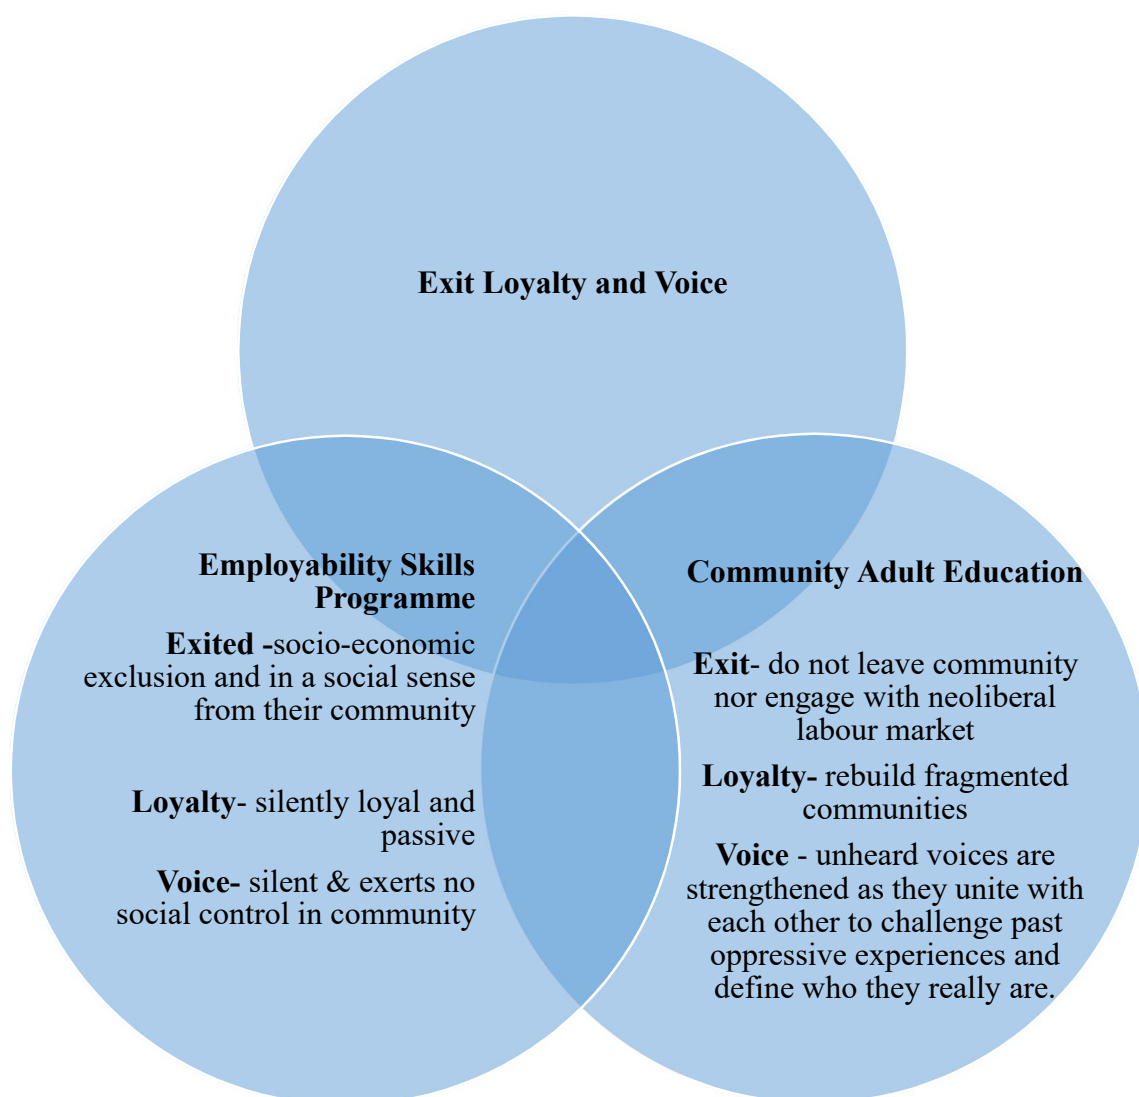 Exit Loyalty and Voice
Employability Skills
Programme
Exited -socio-economic
exclusion and in a social sense
from their community
Loyalty- silently loyal and
passive
Voice- silent & exerts no
social control in community
Community Adult Education
Exit- do not leave community
nor engage with neoliberal
labour market
Loyalty- rebuild fragmented
communities
Voice - unheard voices are
strengthened as they unite with
each other to challenge past
oppressive experiences and
define who they really are.